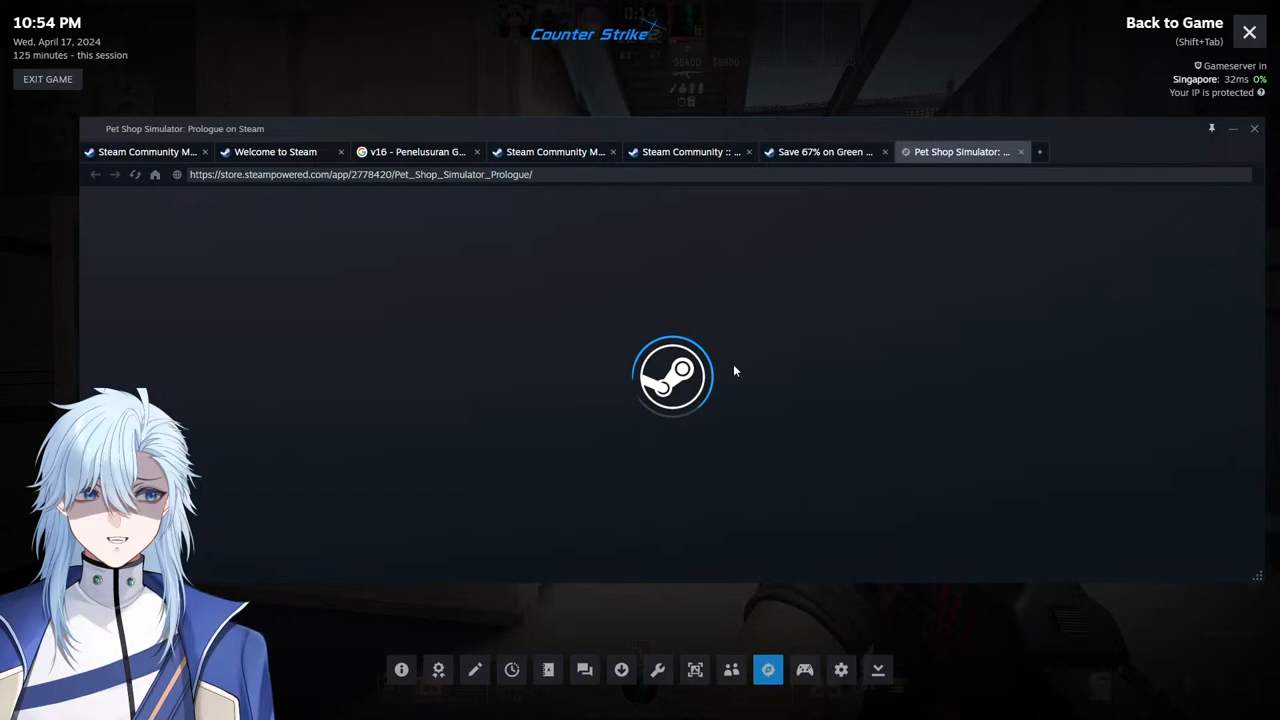 10:54 PM
Wed, April 17, 2024
125 minutes - this session
EXIT GAME
Counter Strike 2
0:14
Back to Game
(Shift+Tab)
Gameserver in
Singapore: 32ms 0%
Your IP is protected
Pet Shop Simulator: Prologue on Steam
Steam Community M...
Welcome to Steam
v16 - Penelusuran G...
Steam Community M...
Steam Community :: ...
Save 67% on Green ...
Pet Shop Simulator: ...
https://store.steampowered.com/app/2778420/Pet_Shop_Simulator_Prologue/